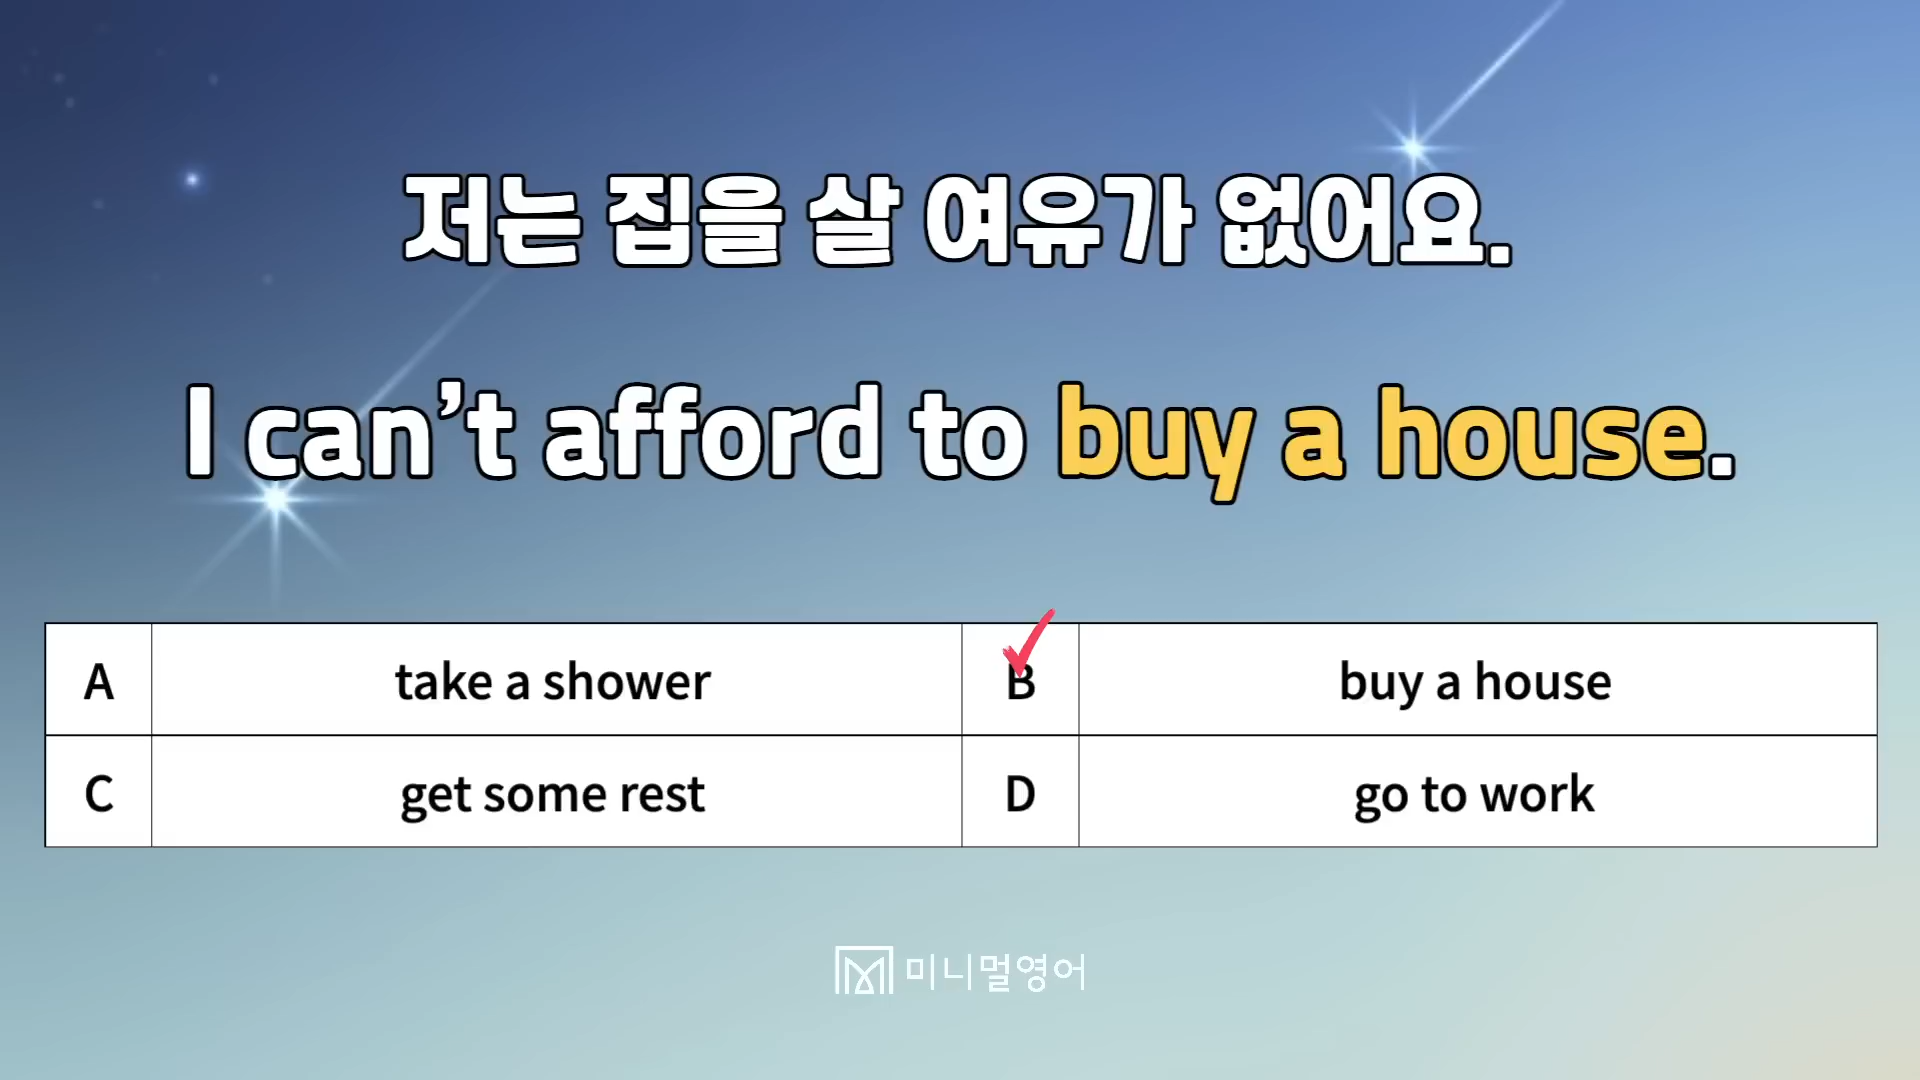 저는 집을 살 여유가 없어요.
I can’t afford to buy a house.
A take a shower B buy a house
C get some rest D go to work
미니멀영어